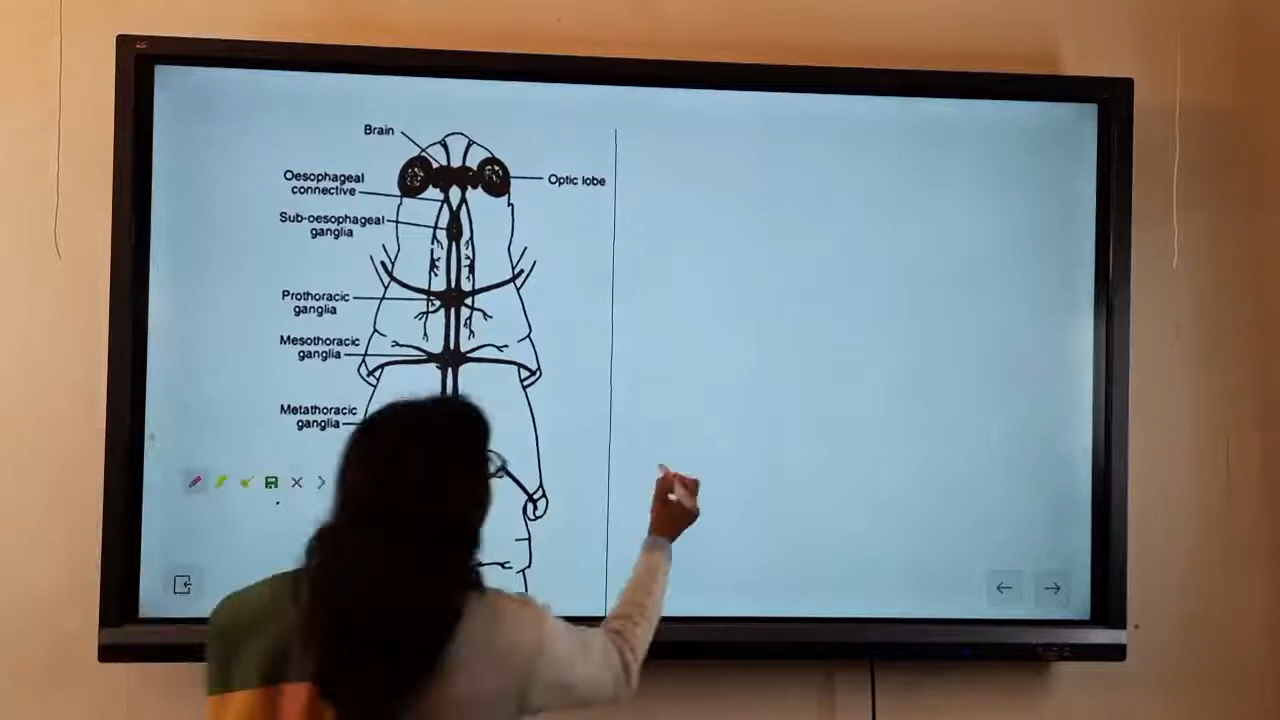 Brain
Oesophageal
connective
Optic lobe
Sub-oesophageal
ganglia
Prothoracic
ganglia
Mesothoracic
ganglia
Metathoracic
ganglia